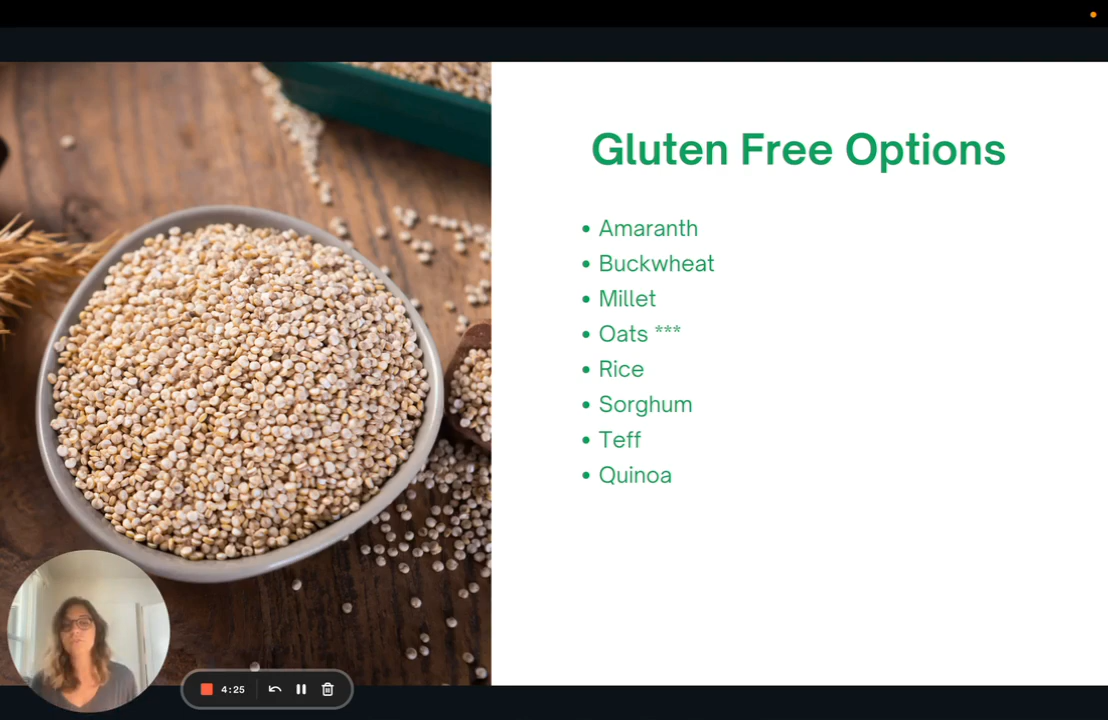 Gluten Free Options
• Amaranth
• Buckwheat
• Millet
• Oats ***
• Rice
• Sorghum
• Teff
• Quinoa
4:25